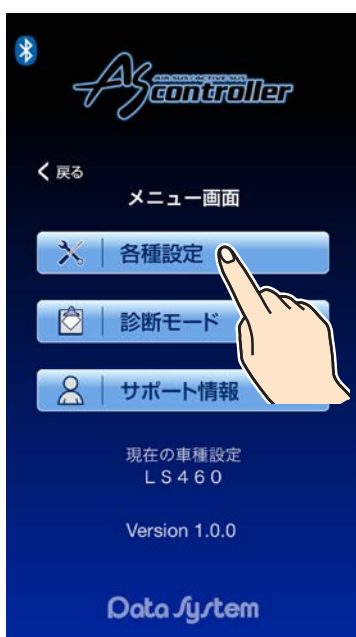 AIR SUS/ACTIVE SUS
AS controller
戻る
メニュー画面
各種設定
診断モード
サポート情報
現在の車種設定
LS460
Version 1.0.0
Data System